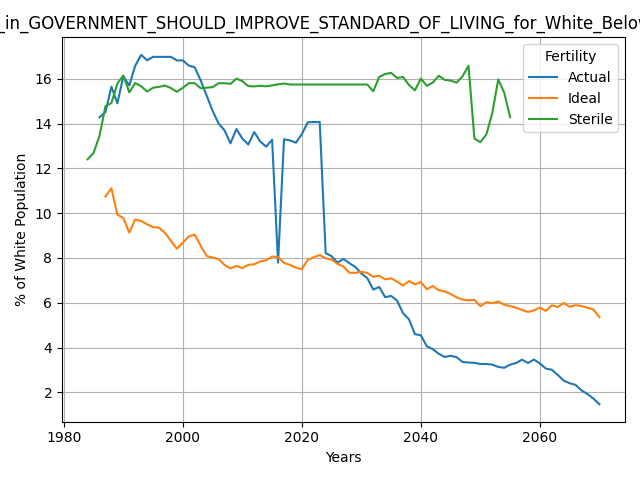 _in_GOVERNMENT_SHOULD_IMPROVE_STANDARD_OF_LIVING_for_White_Belo
Fertility
Actual
Ideal
Sterile
% of White Population
16
14
12
10
8
6
4
2
1980
2000
2020
2040
2060
Years